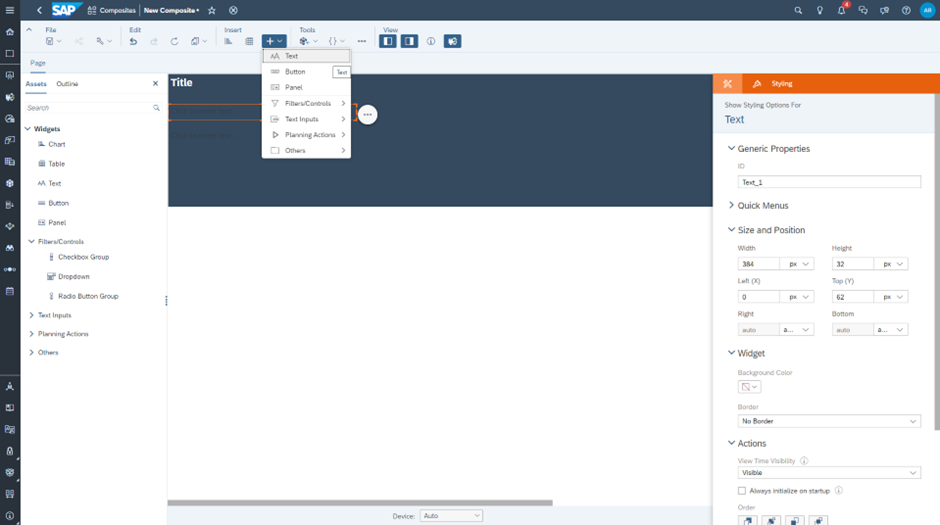 SAP Composites New Composite •
4
AR
File Edit Insert Tools View
Page
Text
Button
Text
Panel
Filters/Controls
Text Inputs
Planning Actions
Others
Assets Outline
Search
Widgets
Chart
Table
Text
Button
Panel
Filters/Controls
Checkbox Group
Dropdown
Radio Button Group
Text Inputs
Planning Actions
Others
Title
Device: Auto
Styling
Show Styling Options For
Text
Generic Properties
ID
Text_1
Quick Menus
Size and Position
Width Height
384 px 32 px
Left (X) Top (Y)
0 px 62 px
Right Bottom
auto a... auto a...
Widget
Background Color
Border
No Border
Actions
View Time Visibility
Visible
Always initialize on startup
Order